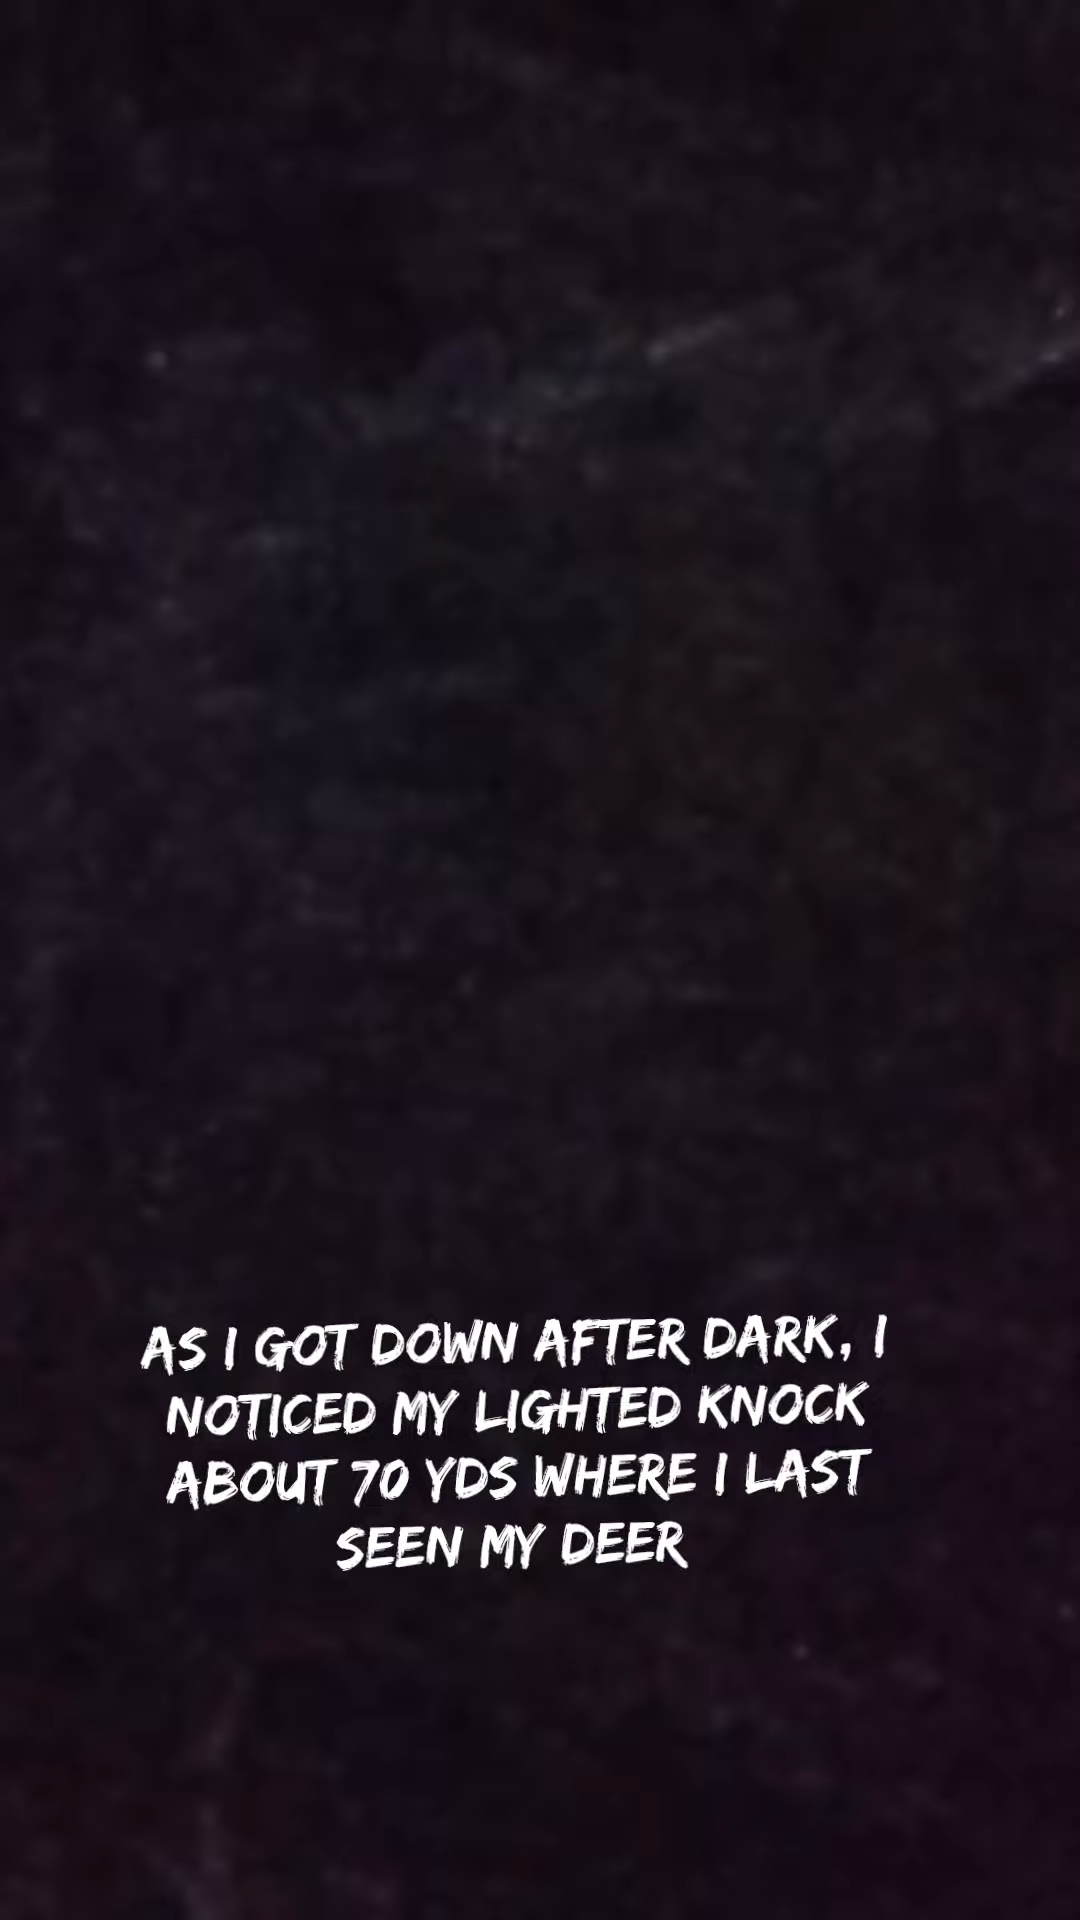 AS I GOT DOWN AFTER DARK, I
NOTICED MY LIGHTED KNOCK
ABOUT 70 YDS WHERE I LAST
SEEN MY DEER